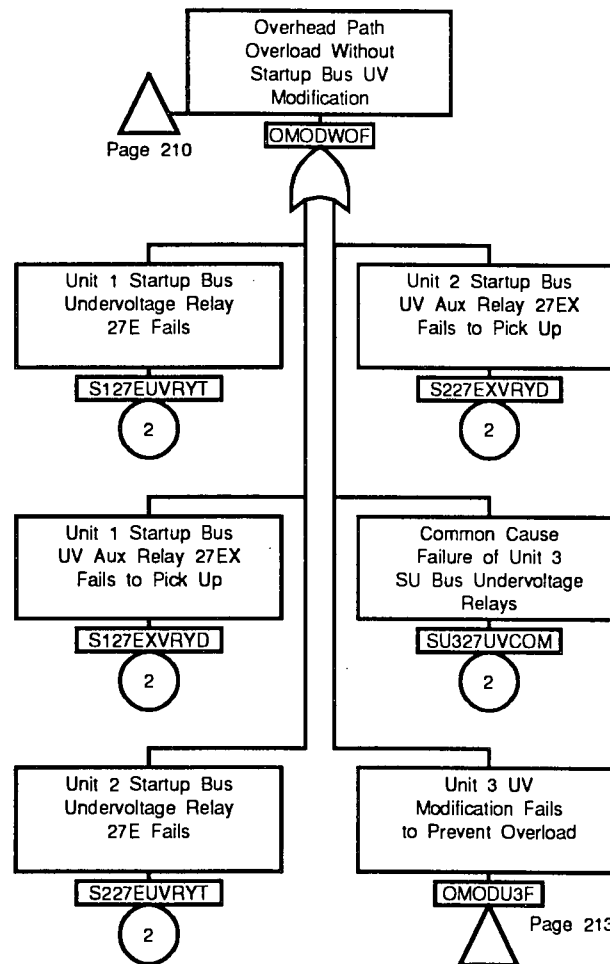 Overhead Path
Overload Without
Startup Bus UV
Modification
Page 210
OMODWOF
Unit 1 Startup Bus
Undervoltage Relay
27E Fails
S127EUVRYT
2
Unit 2 Startup Bus
UV Aux Relay 27EX
Fails to Pick Up
S227EXVRYD
2
Unit 1 Startup Bus
UV Aux Relay 27EX
Fails to Pick Up
S127EXVRYD
2
Common Cause
Failure of Unit 3
SU Bus Undervoltage
Relays
SU327UVCOM
2
Unit 2 Startup Bus
Undervoltage Relay
27E Fails
S227EUVRYT
2
Unit 3 UV
Modification Fails
to Prevent Overload
OMODU3F
Page 213